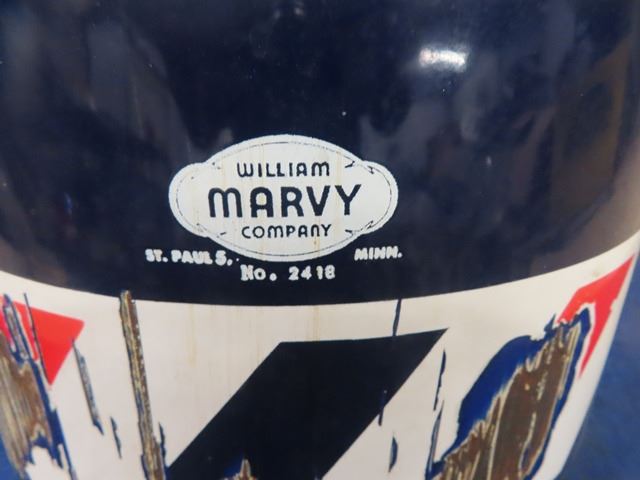 WILLIAM
MARVY
COMPANY
ST. PAUL 5, MINN.
No. 2418